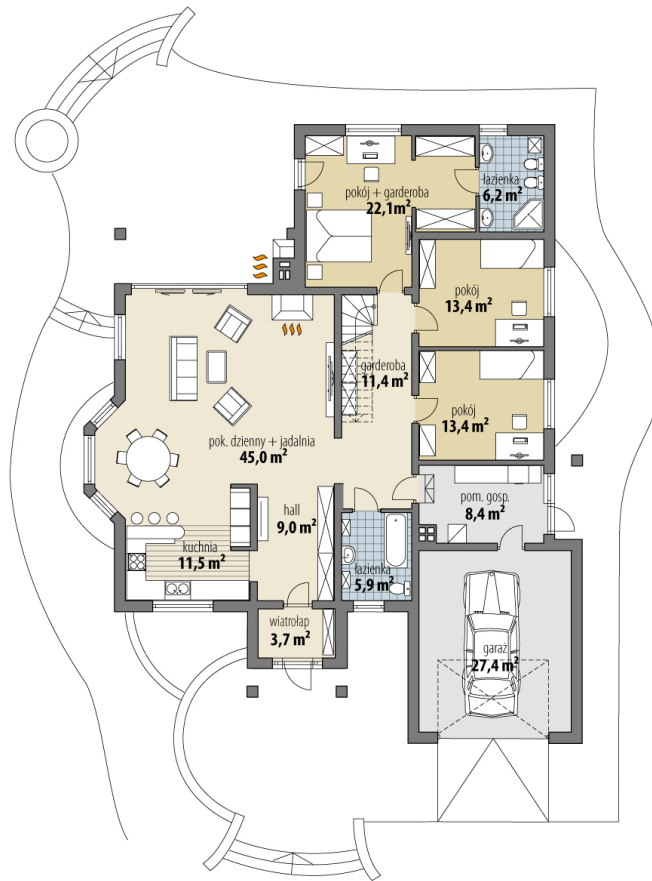 pokój + garderoba
22,1 m²
łazienka
6,2 m²
pokój
13,4 m²
garderoba
11,4 m²
pokój
13,4 m²
pok. dzienny + jadalnia
45,0 m²
pom. gosp.
8,4 m²
hall
9,0 m²
kuchnia
11,5 m²
łazienka
5,9 m²
wiatrołap
3,7 m²
garaż
27,4 m²